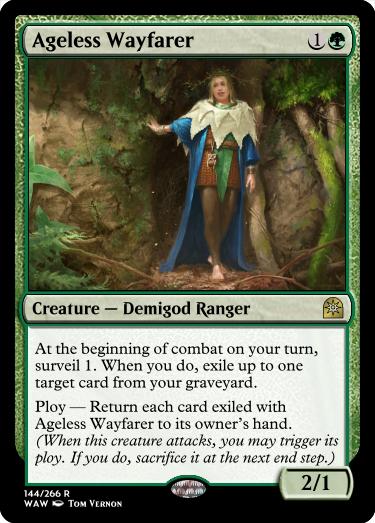 Ageless Wayfarer 1
Creature — Demigod Ranger
At the beginning of combat on your turn,
surveil 1. When you do, exile up to one
target card from your graveyard.
Ploy — Return each card exiled with
Ageless Wayfarer to its owner's hand.
(When this creature attacks, you may trigger its
ploy. If you do, sacrifice it at the next end step.)
2/1
144/266 R
WAW TOM VERNON